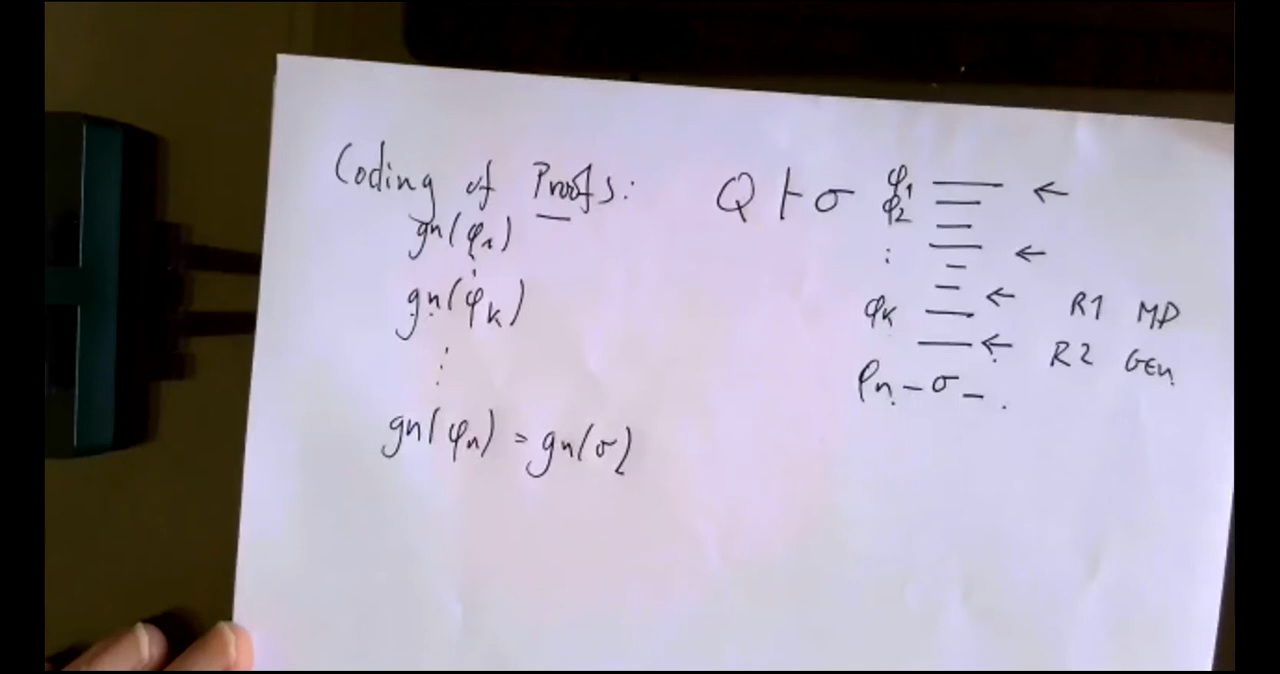 Coding of Proofs:
gn(φ₁)
⋮
gn(φₖ)
⋮
gn(φₙ) = gn(σ)
Q ⊢ σ
φ₁ ←
φ₂
⋮ ←
← R1 MP
φₖ
← R2 Gen
φₙ – σ – .